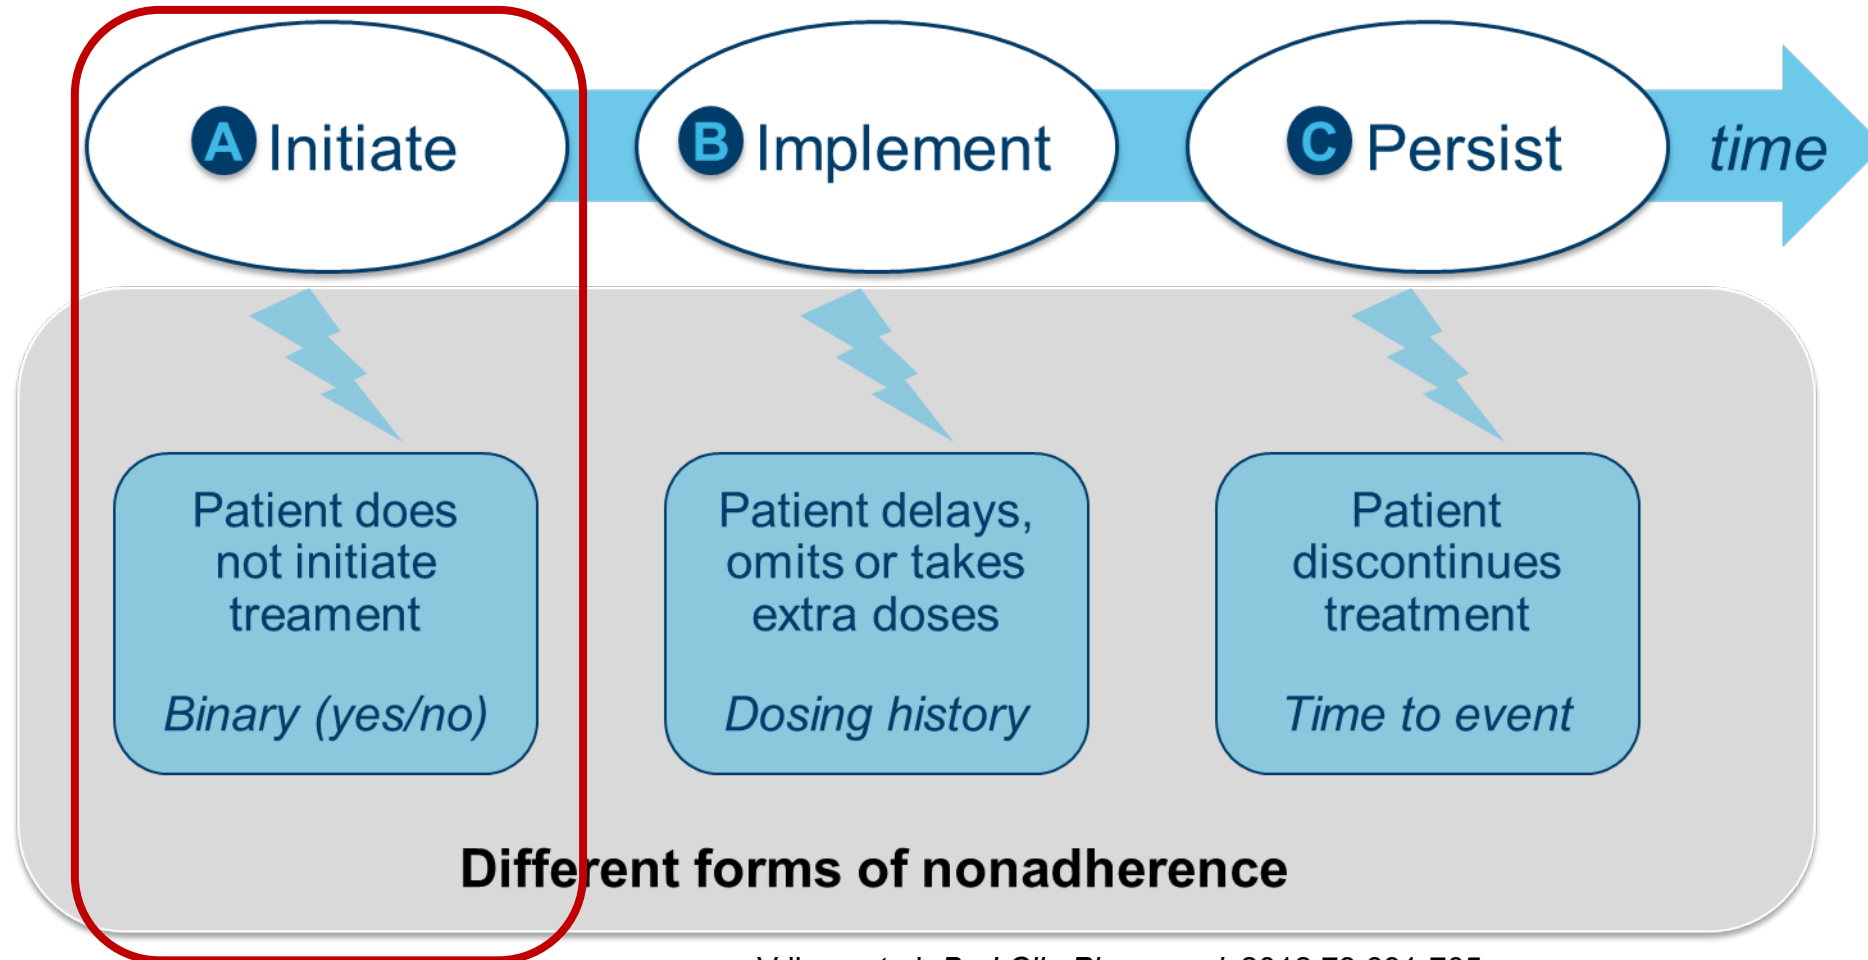 A Initiate
B Implement
C Persist
time
Patient does
not initiate
treament
Binary (yes/no)
Patient delays,
omits or takes
extra doses
Dosing history
Patient
discontinues
treatment
Time to event
Different forms of nonadherence